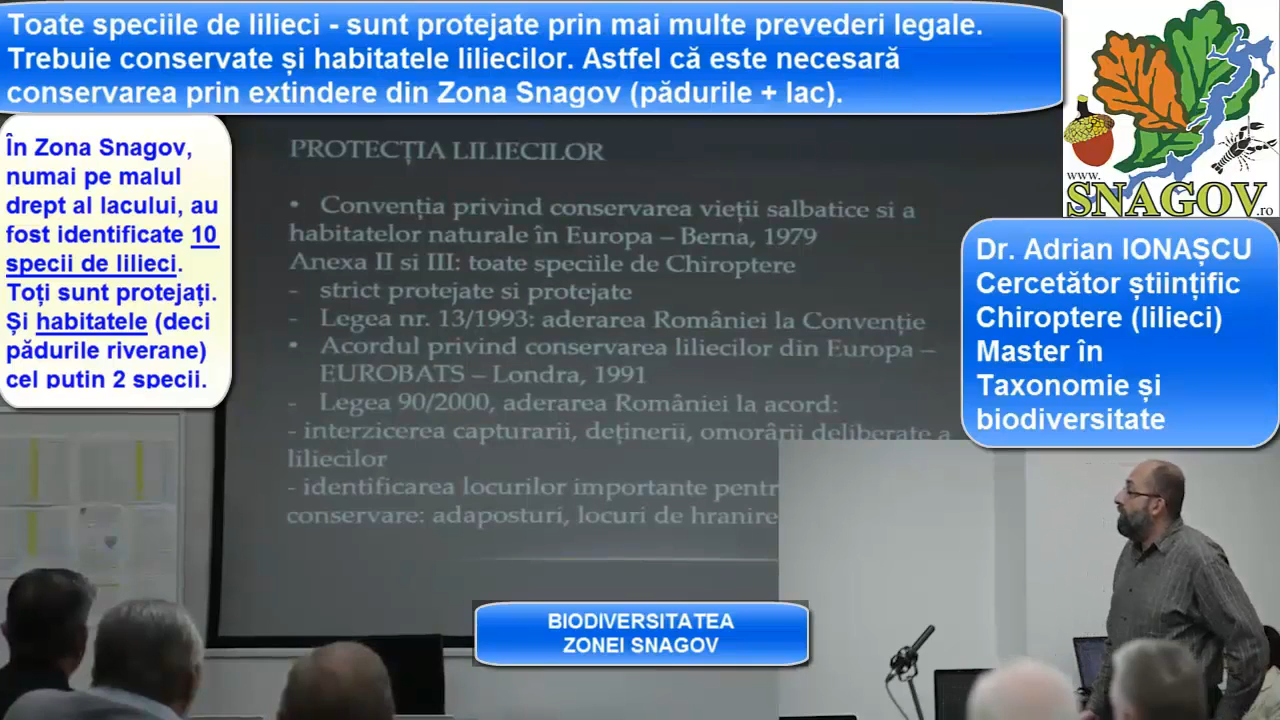 Toate speciile de lilieci - sunt protejate prin mai multe prevederi legale.
Trebuie conservate și habitatele liliecilor. Astfel că este necesară
conservarea prin extindere din Zona Snagov (pădurile + lac).
www.
SNAGOV.ro
În Zona Snagov,
numai pe malul
drept al lacului, au
fost identificate 10
specii de lilieci.
Toți sunt protejați.
Și habitatele (deci
pădurile riverane)
cel puțin 2 specii.
PROTECȚIA LILIECILOR
• Convenția privind conservarea vieții salbatice si a
habitatelor naturale în Europa – Berna, 1979
Anexa II si III: toate speciile de Chiroptere
- strict protejate si protejate
- Legea nr. 13/1993: aderarea României la Convenție
• Acordul privind conservarea liliecilor din Europa –
EUROBATS – Londra, 1991
- Legea 90/2000, aderarea României la acord:
- interzicerea capturarii, deținerii, omorârii deliberate a
liliecilor
- identificarea locurilor importante pentr
conservare: adaposturi, locuri de hranire
Dr. Adrian IONAȘCU
Cercetător științific
Chiroptere (lilieci)
Master în
Taxonomie și
biodiversitate
BIODIVERSITATEA
ZONEI SNAGOV